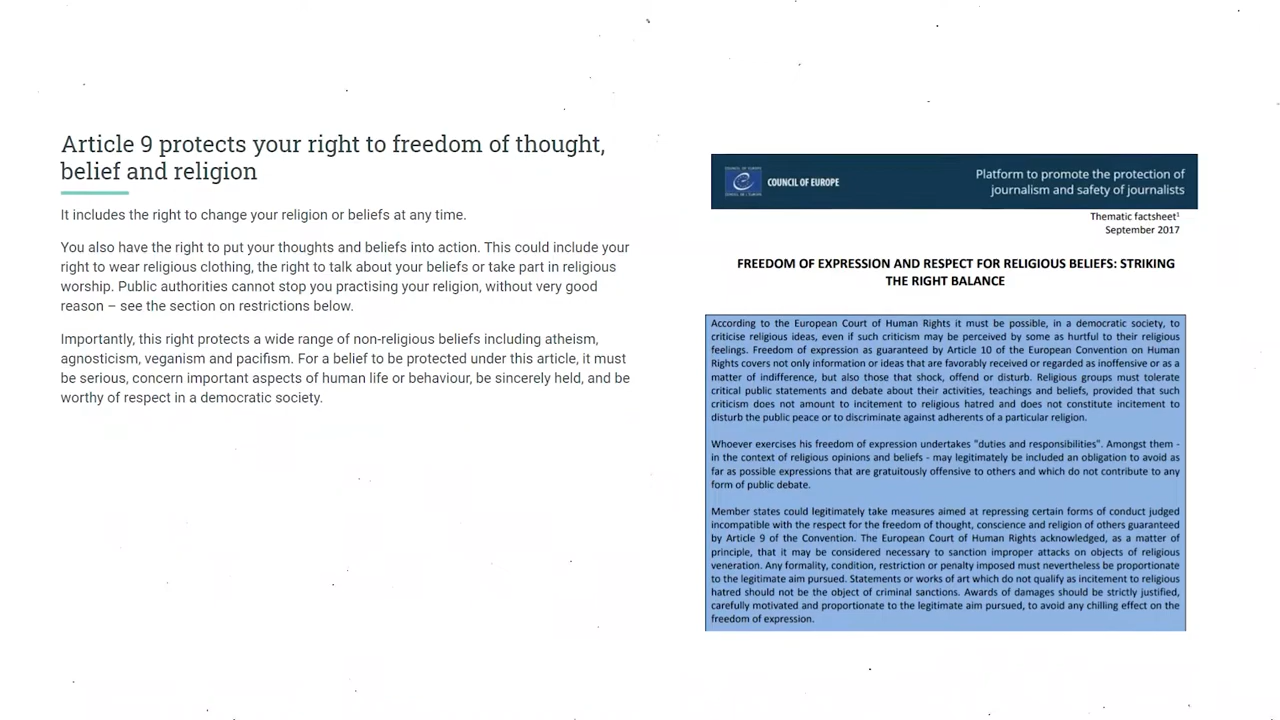 Article 9 protects your right to freedom of thought,
belief and religion
It includes the right to change your religion or beliefs at any time.
You also have the right to put your thoughts and beliefs into action. This could include your
right to wear religious clothing, the right to talk about your beliefs or take part in religious
worship. Public authorities cannot stop you practising your religion, without very good
reason – see the section on restrictions below.
Importantly, this right protects a wide range of non-religious beliefs including atheism,
agnosticism, veganism and pacifism. For a belief to be protected under this article, it must
be serious, concern important aspects of human life or behaviour, be sincerely held, and be
worthy of respect in a democratic society.
COUNCIL OF EUROPE
Platform to promote the protection of
journalism and safety of journalists
Thematic factsheet¹
September 2017
FREEDOM OF EXPRESSION AND RESPECT FOR RELIGIOUS BELIEFS: STRIKING
THE RIGHT BALANCE
According to the European Court of Human Rights it must be possible, in a democratic society, to
criticise religious ideas, even if such criticism may be perceived by some as hurtful to their religious
feelings. Freedom of expression as guaranteed by Article 10 of the European Convention on Human
Rights covers not only information or ideas that are favorably received or regarded as inoffensive or as a
matter of indifference, but also those that shock, offend or disturb. Religious groups must tolerate
critical public statements and debate about their activities, teachings and beliefs, provided that such
criticism does not amount to incitement to religious hatred and does not constitute incitement to
disturb the public peace or to discriminate against adherents of a particular religion.
Whoever exercises his freedom of expression undertakes "duties and responsibilities". Amongst them -
in the context of religious opinions and beliefs - may legitimately be included an obligation to avoid as
far as possible expressions that are gratuitously offensive to others and which do not contribute to any
form of public debate.
Member states could legitimately take measures aimed at repressing certain forms of conduct judged
incompatible with the respect for the freedom of thought, conscience and religion of others guaranteed
by Article 9 of the Convention. The European Court of Human Rights acknowledged, as a matter of
principle, that it may be considered necessary to sanction improper attacks on objects of religious
veneration. Any formality, condition, restriction or penalty imposed must nevertheless be proportionate
to the legitimate aim pursued. Statements or works of art which do not qualify as incitement to religious
hatred should not be the object of criminal sanctions. Awards of damages should be strictly justified,
carefully motivated and proportionate to the legitimate aim pursued, to avoid any chilling effect on the
freedom of expression.